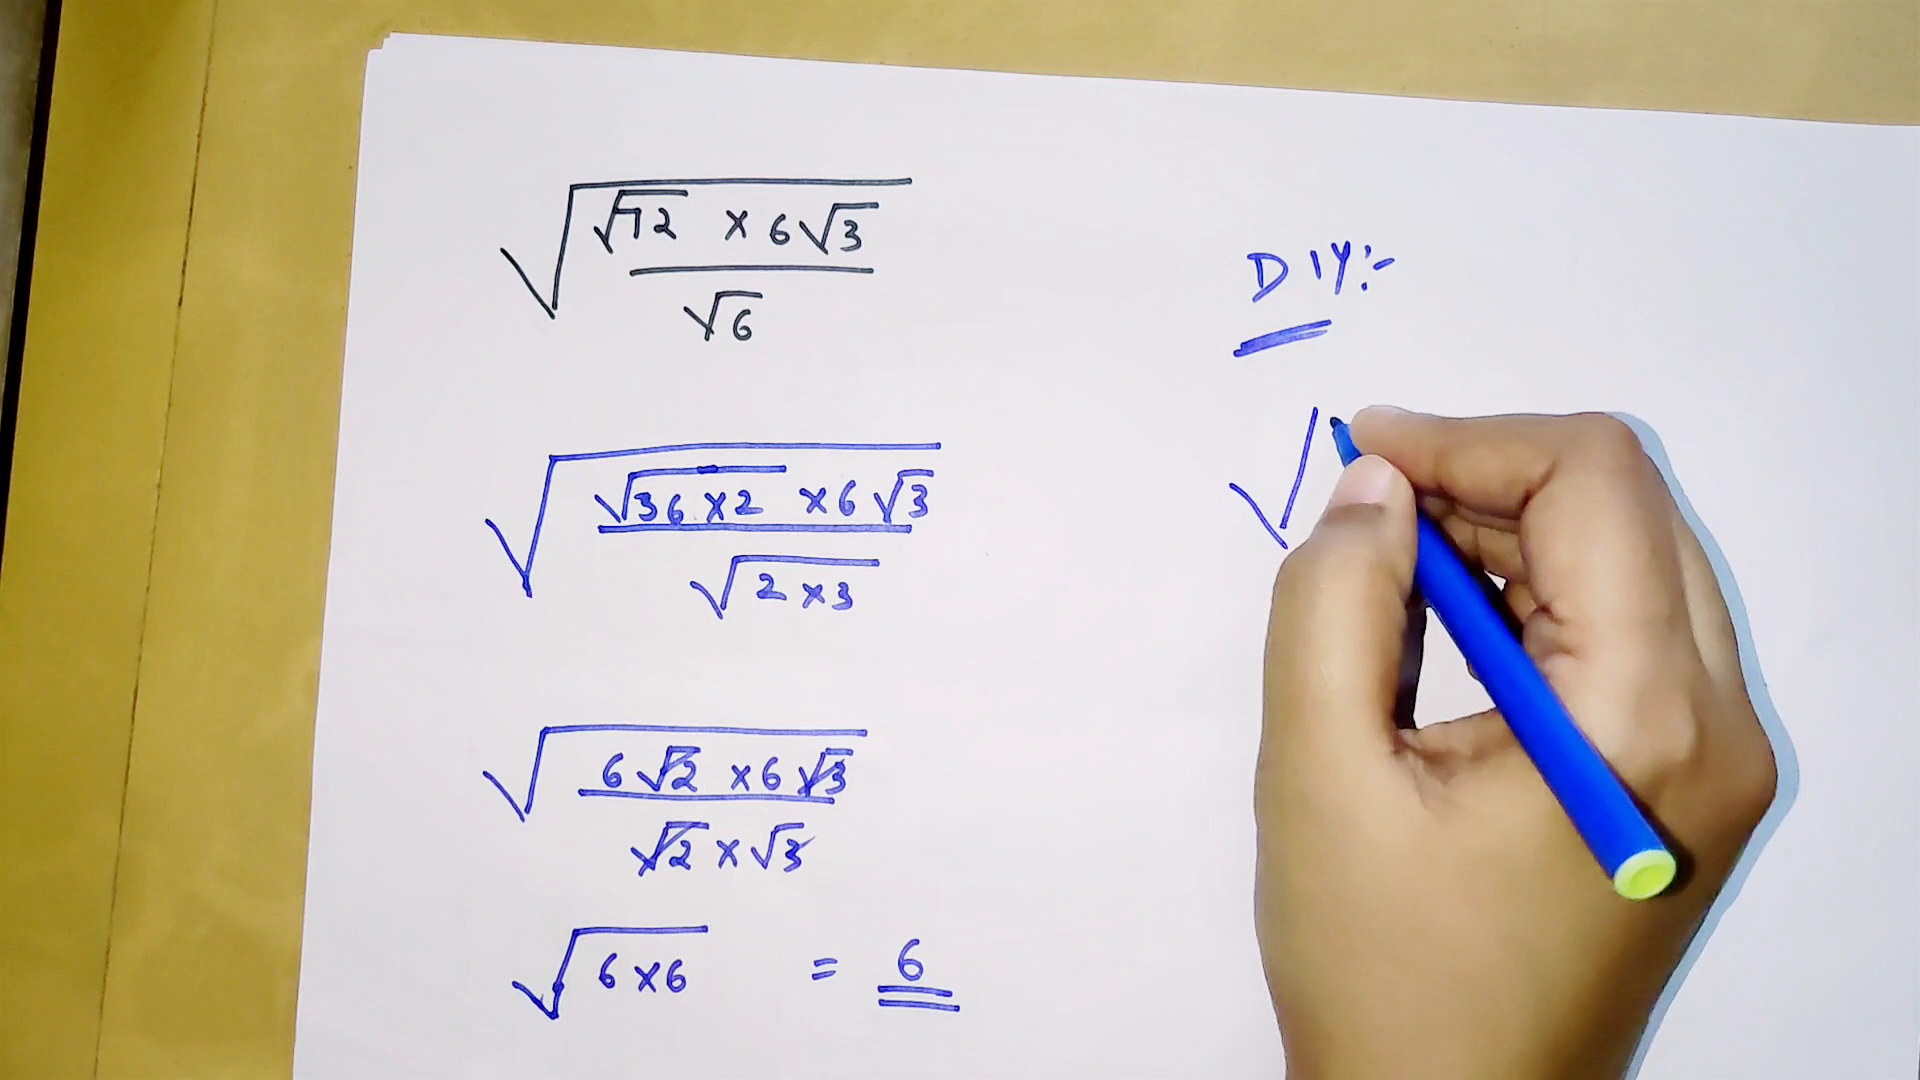 √(√72 × 6√3 / √6)
√(√(36 × 2) × 6√3 / √(2 × 3))
√(6√2 × 6√3 / √2 × √3)
√(6 × 6) = 6
DIY:-
√